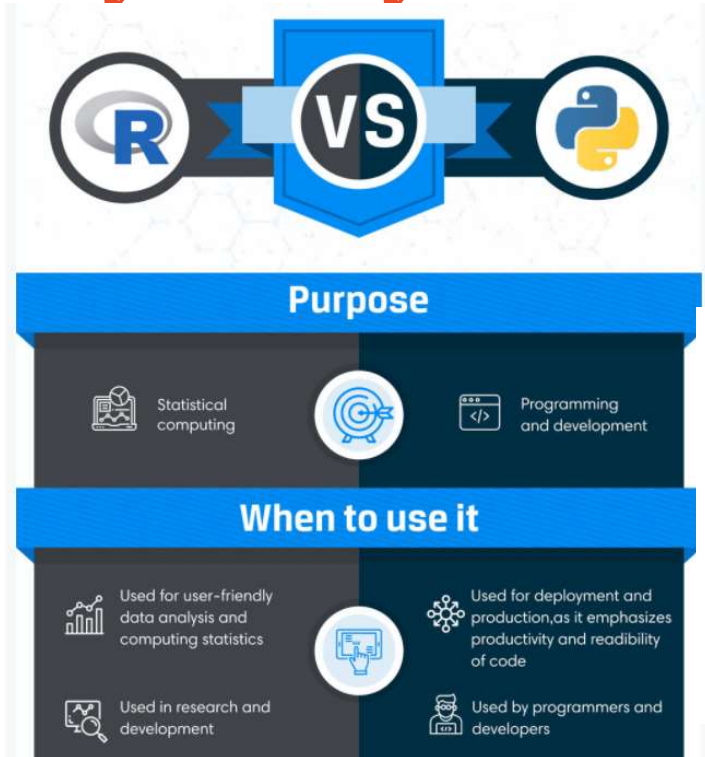 R
VS
Purpose
Statistical
computing
</>
Programming
and development
When to use it
Used for user-friendly
data analysis and
computing statistics
Used for deployment and
production,as it emphasizes
productivity and readibility
of code
Used in research and
development
</>
Used by programmers and
developers